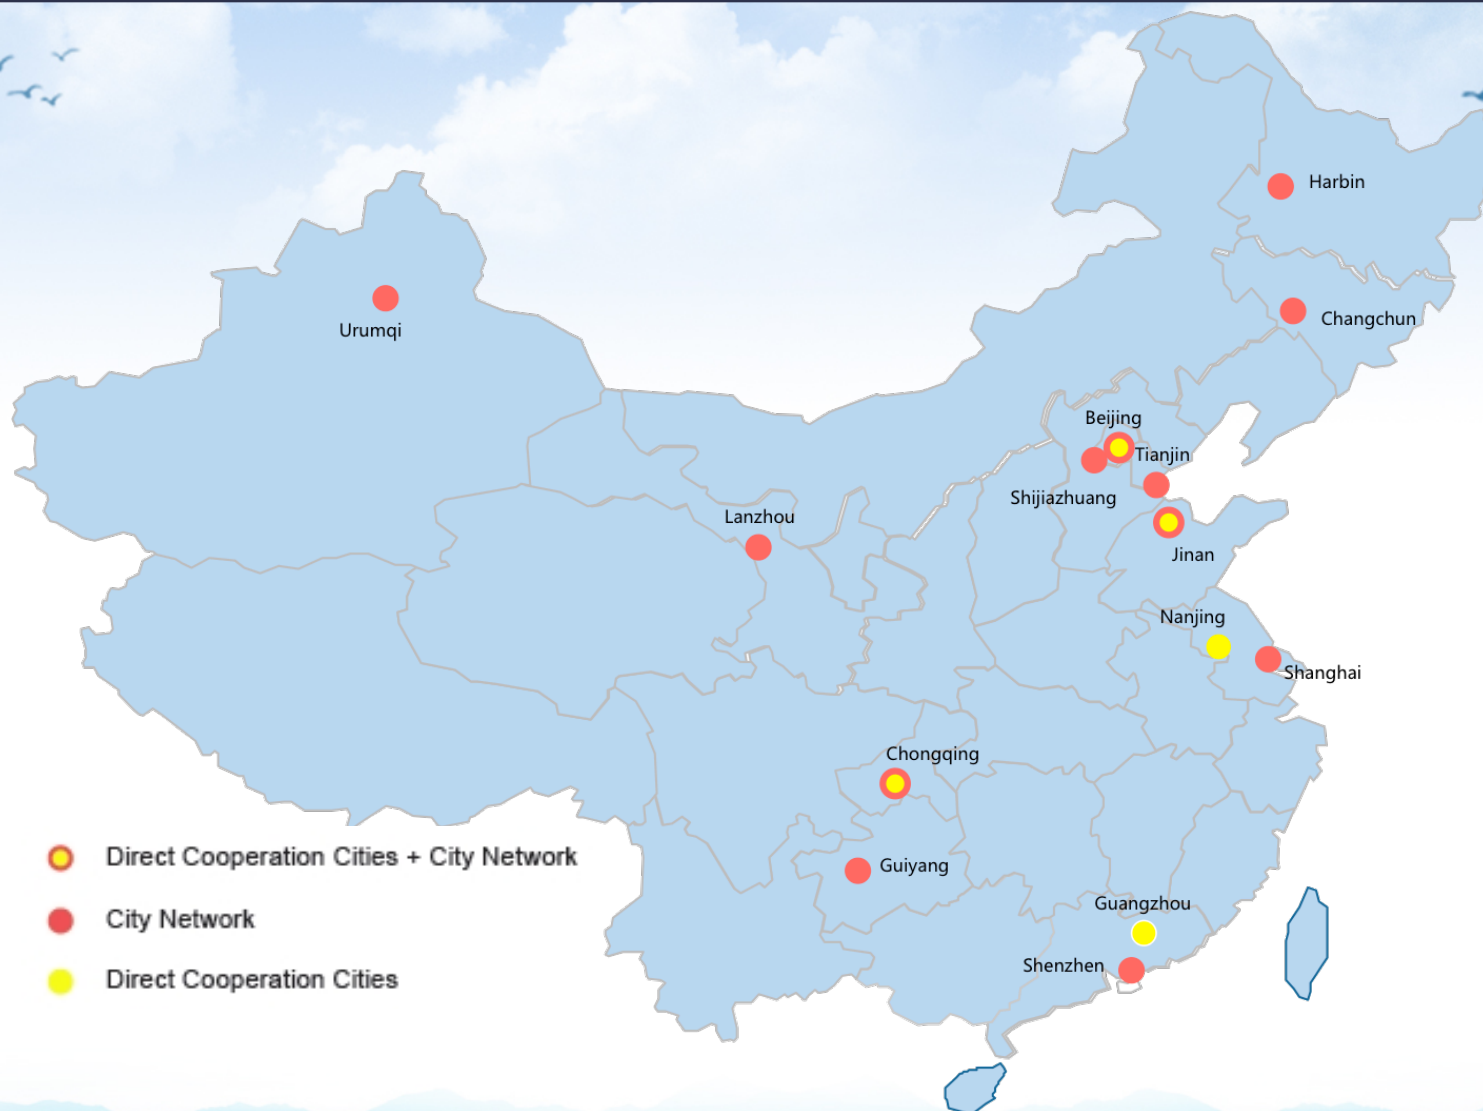 Harbin
Urumqi
Changchun
Beijing
Tianjin
Shijiazhuang
Lanzhou
Jinan
Nanjing
Shanghai
Chongqing
Direct Cooperation Cities + City Network
Guiyang
Guangzhou
City Network
Shenzhen
Direct Cooperation Cities